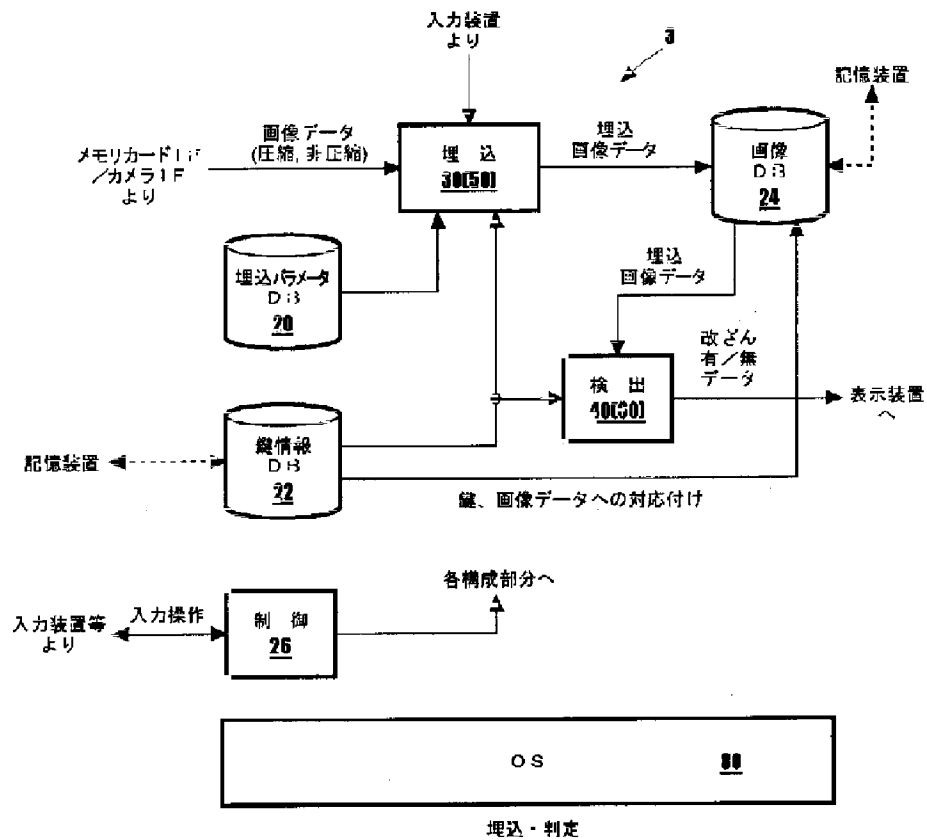 入力装置
より
3
記憶装置
画像データ
(圧縮, 非圧縮)
埋込
画像データ
メモリカードIF
/カメラIF
より
埋 込
30(50)
画像
DB
24
埋込パラメータ
DB
20
埋込
画像データ
改ざん
有/無
データ
検 出
40(60)
表示装置
へ
記憶装置
鍵情報
DB
22
鍵、画像データへの対応付け
各構成部分へ
入力装置等
より
入力操作
制 御
26
OS
埋込・判定